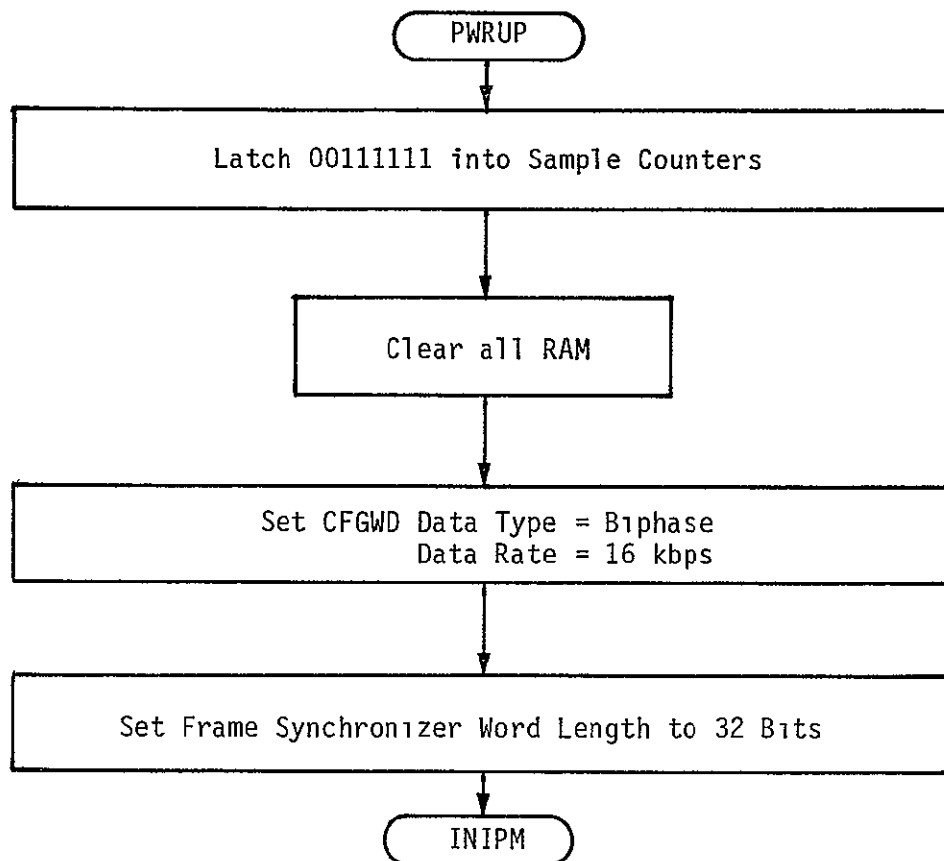 PWRUP
Latch 00111111 into Sample Counters
Clear all RAM
Set CFGWD Data Type = Biphase
Data Rate = 16 kbps
Set Frame Synchronizer Word Length to 32 Bits
INIPM